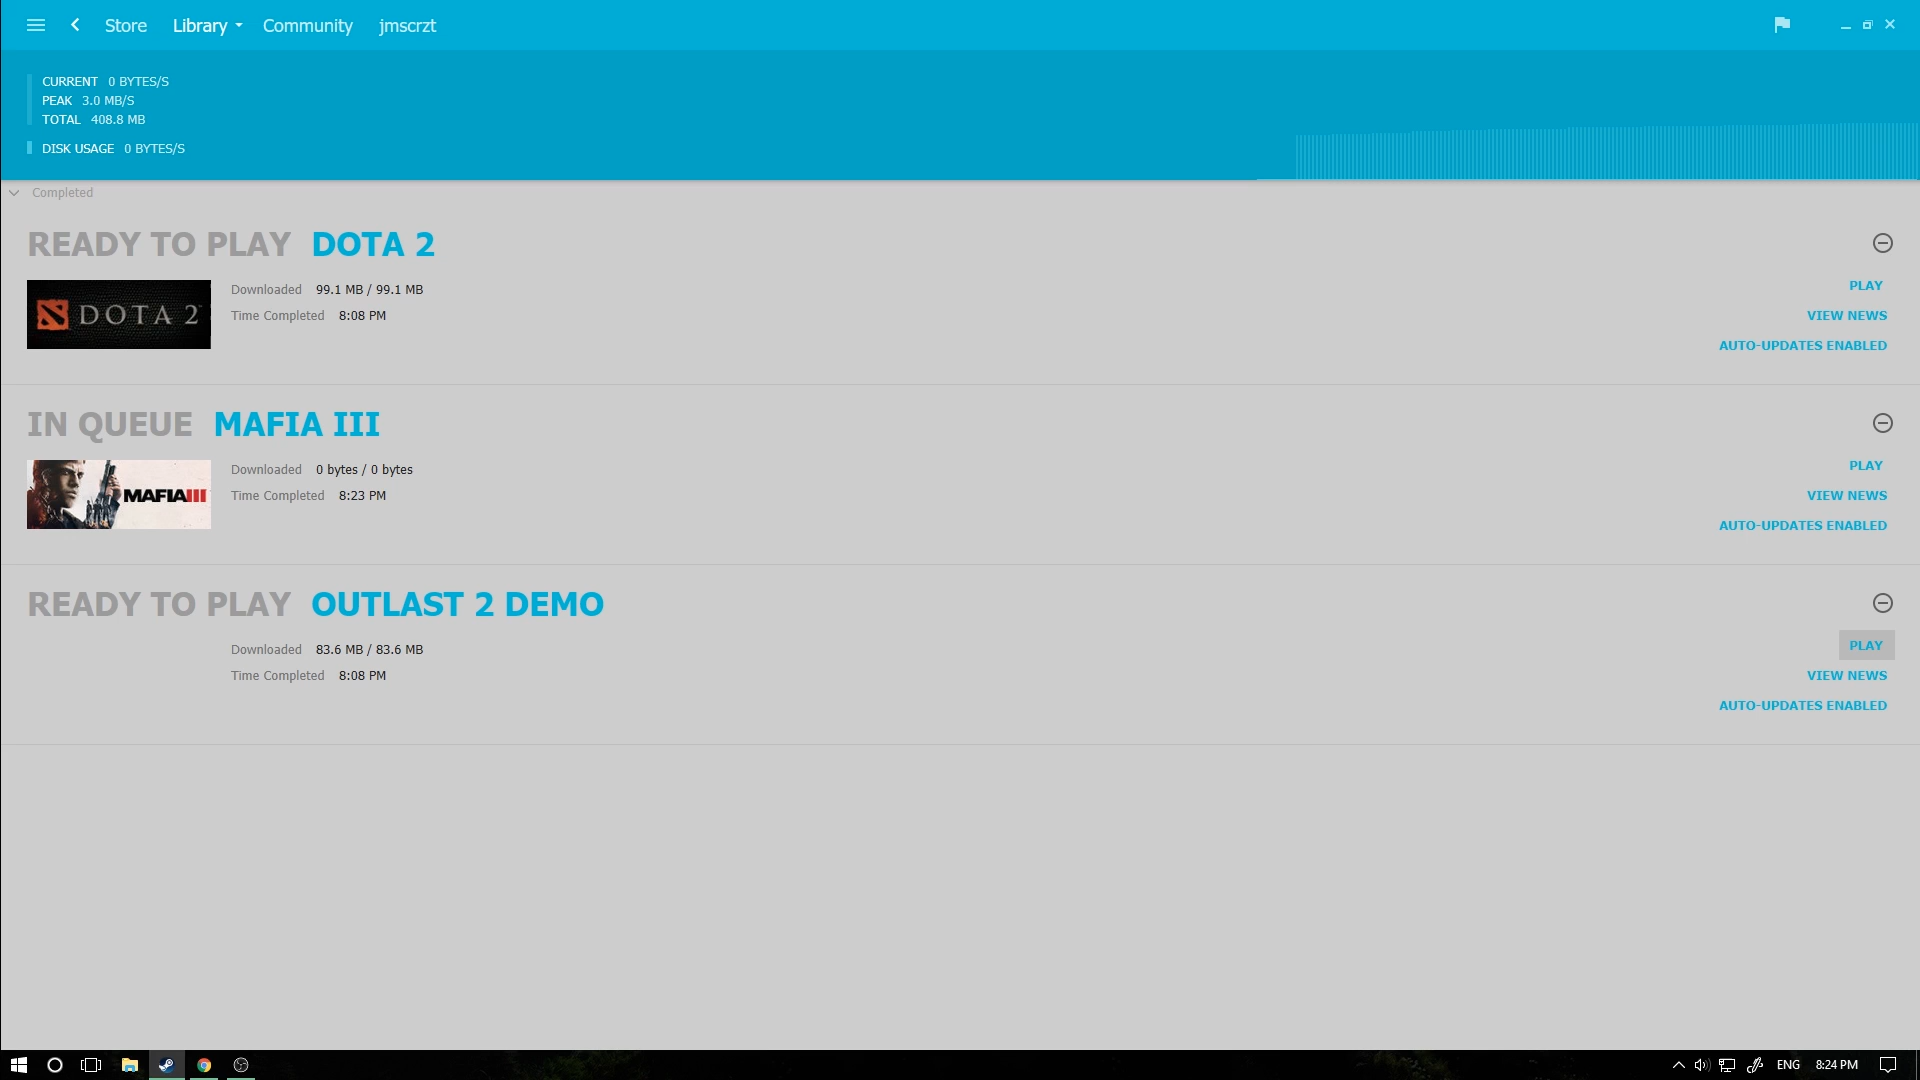 Store Library Community jmscrzt
CURRENT 0 BYTES/S
PEAK 3.0 MB/S
TOTAL 408.8 MB
DISK USAGE 0 BYTES/S
Completed
READY TO PLAY DOTA 2
DOTA 2
Downloaded 99.1 MB / 99.1 MB
Time Completed 8:08 PM
PLAY
VIEW NEWS
AUTO-UPDATES ENABLED
IN QUEUE MAFIA III
MAFIA III
Downloaded 0 bytes / 0 bytes
Time Completed 8:23 PM
PLAY
VIEW NEWS
AUTO-UPDATES ENABLED
READY TO PLAY OUTLAST 2 DEMO
Downloaded 83.6 MB / 83.6 MB
Time Completed 8:08 PM
PLAY
VIEW NEWS
AUTO-UPDATES ENABLED
ENG 8:24 PM